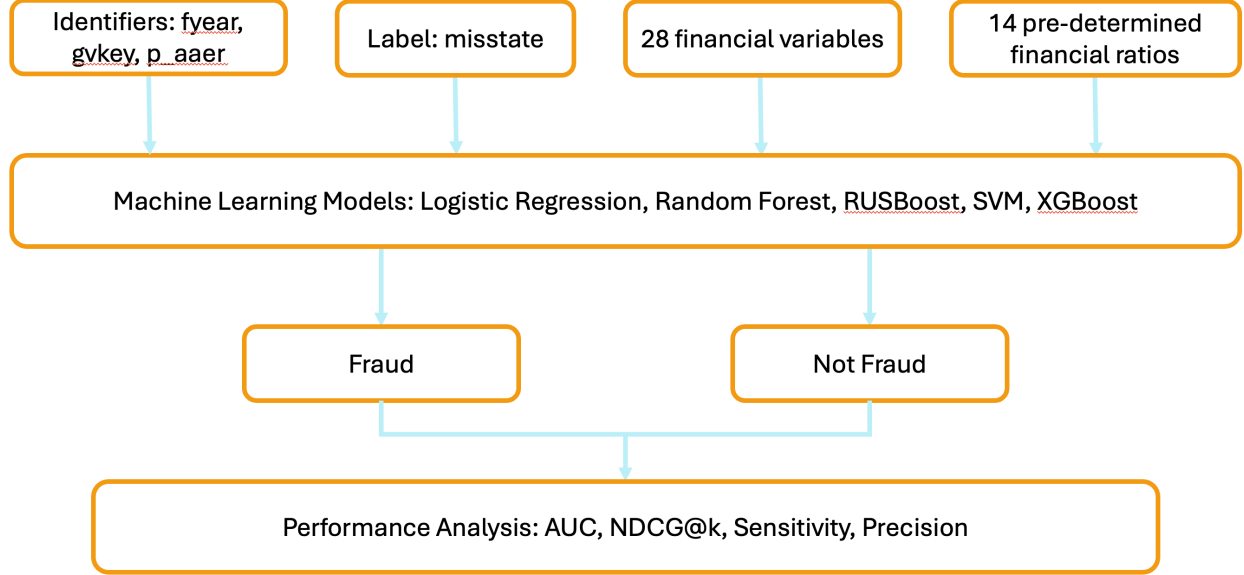 Identifiers: fyear,
gvkey, p_aaer
Label: misstate
28 financial variables
14 pre-determined
financial ratios
Machine Learning Models: Logistic Regression, Random Forest, RUSBoost, SVM, XGBoost
Fraud
Not Fraud
Performance Analysis: AUC, NDCG@k, Sensitivity, Precision